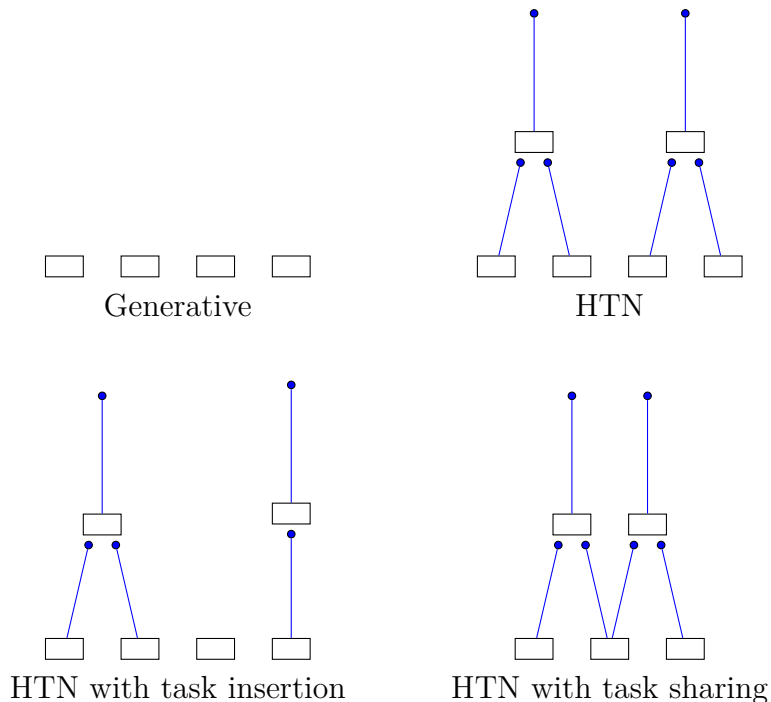 Generative
HTN
HTN with task insertion
HTN with task sharing